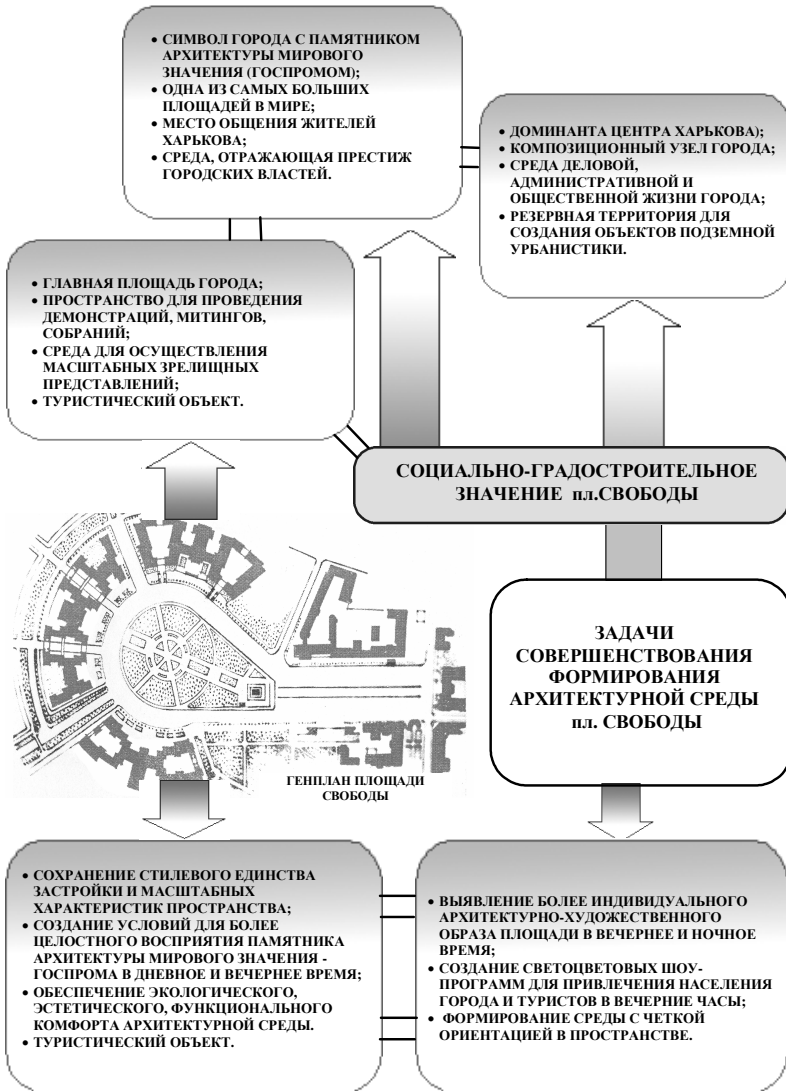 • СИМВОЛ ГОРОДА С ПАМЯТНИКОМ
АРХИТЕКТУРЫ МИРОВОГО
ЗНАЧЕНИЯ (ГОСПРОМОМ);
• ОДНА ИЗ САМЫХ БОЛЬШИХ
ПЛОЩАДЕЙ В МИРЕ;
• МЕСТО ОБЩЕНИЯ ЖИТЕЛЕЙ
ХАРЬКОВА;
• СРЕДА, ОТРАЖАЮЩАЯ ПРЕСТИЖ
ГОРОДСКИХ ВЛАСТЕЙ.
• ДОМИНАНТА ЦЕНТРА ХАРЬКОВА);
• КОМПОЗИЦИОННЫЙ УЗЕЛ ГОРОДА;
• СРЕДА ДЕЛОВОЙ,
АДМИНИСТРАТИВНОЙ И
ОБЩЕСТВЕННОЙ ЖИЗНИ ГОРОДА;
• РЕЗЕРВНАЯ ТЕРРИТОРИЯ ДЛЯ
СОЗДАНИЯ ОБЪЕКТОВ ПОДЗЕМНОЙ
УРБАНИСТИКИ.
• ГЛАВНАЯ ПЛОЩАДЬ ГОРОДА;
• ПРОСТРАНСТВО ДЛЯ ПРОВЕДЕНИЯ
ДЕМОНСТРАЦИЙ, МИТИНГОВ,
СОБРАНИЙ;
• СРЕДА ДЛЯ ОСУЩЕСТВЛЕНИЯ
МАСШТАБНЫХ ЗРЕЛИЩНЫХ
ПРЕДСТАВЛЕНИЙ;
• ТУРИСТИЧЕСКИЙ ОБЪЕКТ.
СОЦИАЛЬНО-ГРАДОСТРОИТЕЛЬНОЕ
ЗНАЧЕНИЕ пл.СВОБОДЫ
ЗАДАЧИ
СОВЕРШЕНСТВОВАНИЯ
ФОРМИРОВАНИЯ
АРХИТЕКТУРНОЙ СРЕДЫ
пл. СВОБОДЫ
ГЕНПЛАН ПЛОЩАДИ
СВОБОДЫ
• СОХРАНЕНИЕ СТИЛЕВОГО ЕДИНСТВА
ЗАСТРОЙКИ И МАСШТАБНЫХ
ХАРАКТЕРИСТИК ПРОСТРАНСТВА;
• СОЗДАНИЕ УСЛОВИЙ ДЛЯ БОЛЕЕ
ЦЕЛОСТНОГО ВОСПРИЯТИЯ ПАМЯТНИКА
АРХИТЕКТУРЫ МИРОВОГО ЗНАЧЕНИЯ -
ГОСПРОМА В ДНЕВНОЕ И ВЕЧЕРНЕЕ ВРЕМЯ;
• ОБЕСПЕЧЕНИЕ ЭКОЛОГИЧЕСКОГО,
ЭСТЕТИЧЕСКОГО, ФУНКЦИОНАЛЬНОГО
КОМФОРТА АРХИТЕКТУРНОЙ СРЕДЫ.
• ТУРИСТИЧЕСКИЙ ОБЪЕКТ.
• ВЫЯВЛЕНИЕ БОЛЕЕ ИНДИВИДУАЛЬНОГО
АРХИТЕКТУРНО-ХУДОЖЕСТВЕННОГО
ОБРАЗА ПЛОЩАДИ В ВЕЧЕРНЕЕ И НОЧНОЕ
ВРЕМЯ;
• СОЗДАНИЕ СВЕТОЦВЕТОВЫХ ШОУ-
ПРОГРАММ ДЛЯ ПРИВЛЕЧЕНИЯ НАСЕЛЕНИЯ
ГОРОДА И ТУРИСТОВ В ВЕЧЕРНИЕ ЧАСЫ;
• ФОРМИРОВАНИЕ СРЕДЫ С ЧЕТКОЙ
ОРИЕНТАЦИЕЙ В ПРОСТРАНСТВЕ.